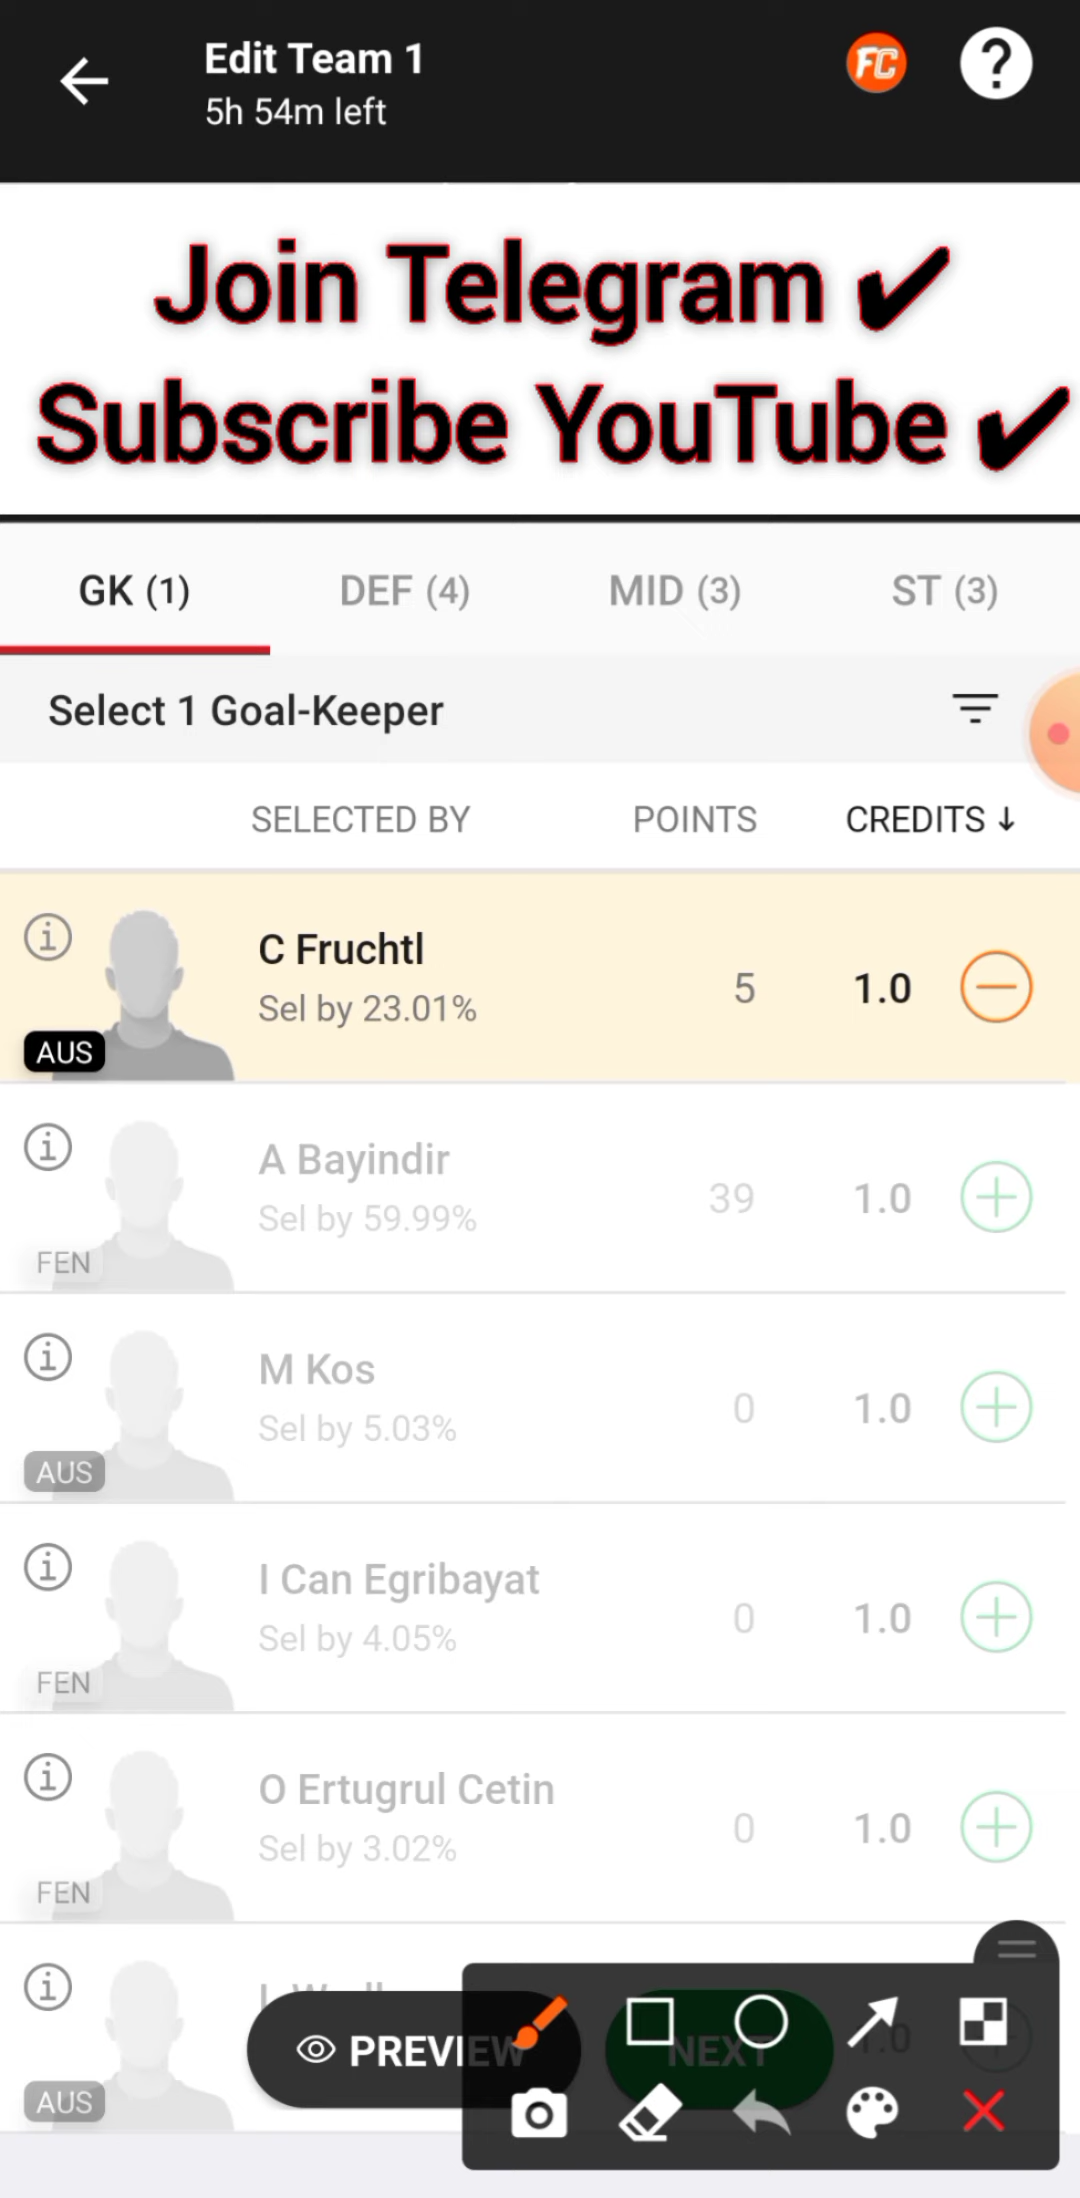 Edit Team 1
5h 54m left
FC
?
Join Telegram ✔
Subscribe YouTube ✔
GK (1) DEF (4) MID (3) ST (3)
Select 1 Goal-Keeper
SELECTED BY POINTS CREDITS ↓
C Fruchtl
Sel by 23.01% 5 1.0
AUS
A Bayindir
Sel by 59.99% 39 1.0
FEN
M Kos
Sel by 5.03% 0 1.0
AUS
I Can Egribayat
Sel by 4.05% 0 1.0
FEN
O Ertugrul Cetin
Sel by 3.02% 0 1.0
FEN
PREVIEW NEXT
AUS